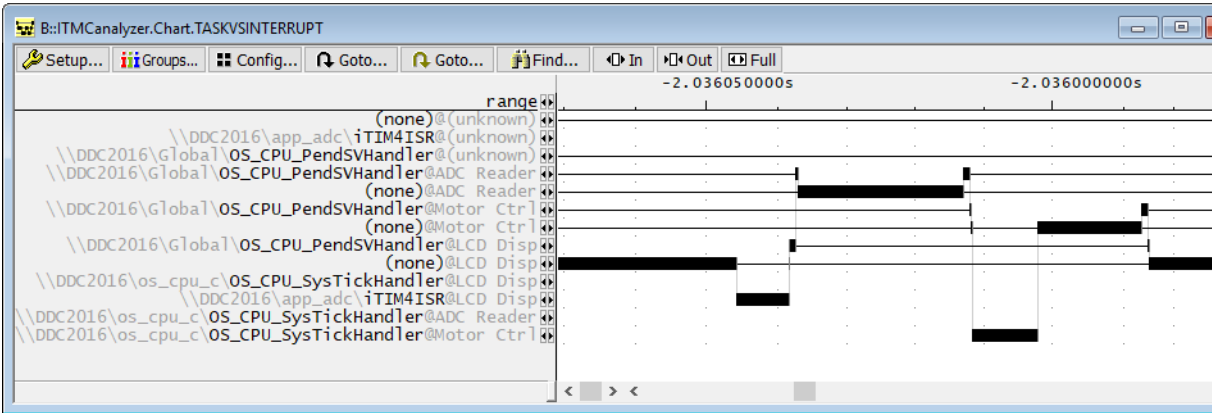 B::ITMCanalyzer.Chart.TASKVSINTERRUPT
Setup... Groups... Config... Goto... Goto... Find... In Out Full
-2.036050000s -2.036000000s
range
(none)@(unknown)
\\DDC2016\app_adc\iTIM4ISR@(unknown)
\\DDC2016\Global\OS_CPU_PendSVHandler@(unknown)
\\DDC2016\Global\OS_CPU_PendSVHandler@ADC Reader
(none)@ADC Reader
\\DDC2016\Global\OS_CPU_PendSVHandler@Motor Ctrl
(none)@Motor Ctrl
\\DDC2016\Global\OS_CPU_PendSVHandler@LCD Disp
(none)@LCD Disp
\\DDC2016\os_cpu_c\OS_CPU_SysTickHandler@LCD Disp
\\DDC2016\app_adc\iTIM4ISR@LCD Disp
\\DDC2016\os_cpu_c\OS_CPU_SysTickHandler@ADC Reader
\\DDC2016\os_cpu_c\OS_CPU_SysTickHandler@Motor Ctrl